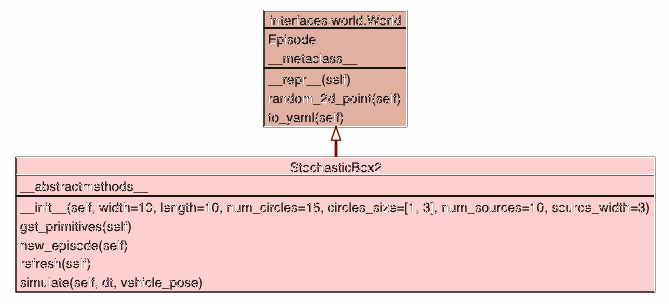 interfaces.world.World
Episode
__metaclass__
__repr__(self)
random_2d_point(self)
to_yaml(self)
StochasticBox2
__abstractmethods__
__init__(self, width=10, length=10, num_circles=15, circles_size=[1, 3], num_sources=10, source_width=3)
get_primitives(self)
new_episode(self)
refresh(self)
simulate(self, dt, vehicle_pose)